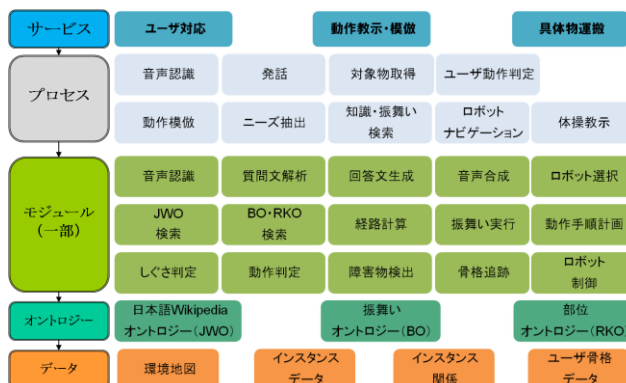 サービス
ユーザ対応
動作教示・模倣
具体物運搬
プロセス
音声認識
発話
対象物取得
ユーザ動作判定
動作模倣
ニーズ抽出
知識・振舞い
検索
ロボット
ナビゲーション
体操教示
モジュール
（一部）
音声認識
質問文解析
回答文生成
音声合成
ロボット選択
JWO
検索
BO・RKO
検索
経路計算
振舞い実行
動作手順計画
しぐさ判定
動作判定
障害物検出
骨格追跡
ロボット
制御
オントロジー
日本語Wikipedia
オントロジー（JWO）
振舞い
オントロジー（BO）
部位
オントロジー（RKO）
データ
環境地図
インスタンス
データ
インスタンス
関係
ユーザ骨格
データ